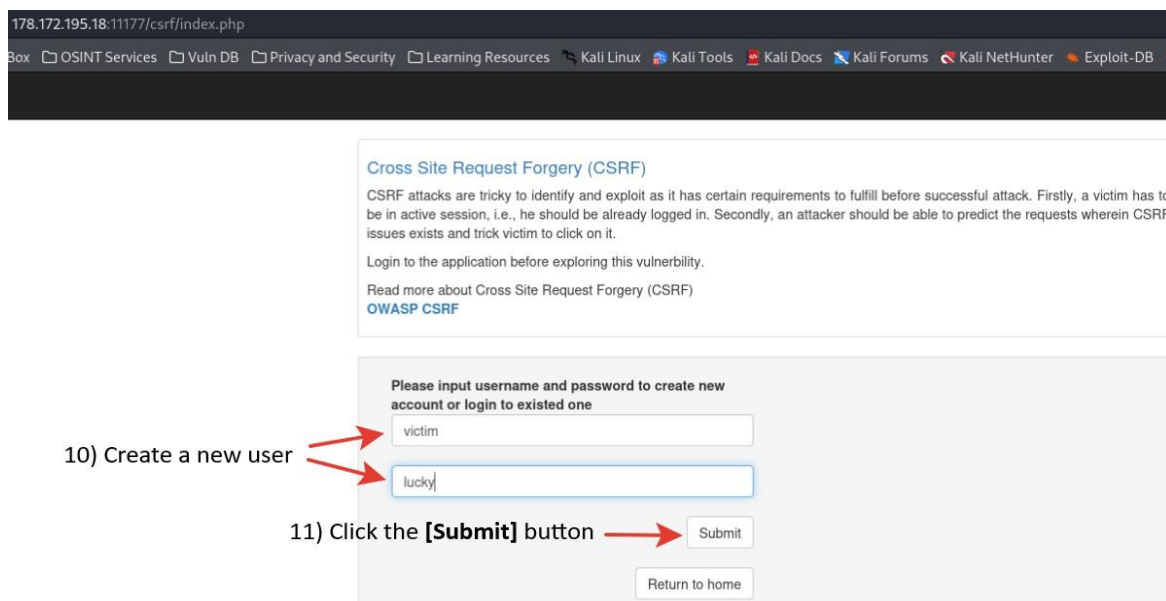 178.172.195.18:11177/csrf/index.php
Box OSINT Services Vuln DB Privacy and Security Learning Resources Kali Linux Kali Tools Kali Docs Kali Forums Kali NetHunter Exploit-DB
Cross Site Request Forgery (CSRF)
CSRF attacks are tricky to identify and exploit as it has certain requirements to fulfill before successful attack. Firstly, a victim has to
be in active session, i.e., he should be already logged in. Secondly, an attacker should be able to predict the requests wherein CSRF
issues exists and trick victim to click on it.
Login to the application before exploring this vulnerbility.
Read more about Cross Site Request Forgery (CSRF)
OWASP CSRF
Please input username and password to create new
account or login to existed one
victim
10) Create a new user
lucky
11) Click the [Submit] button
Submit
Return to home